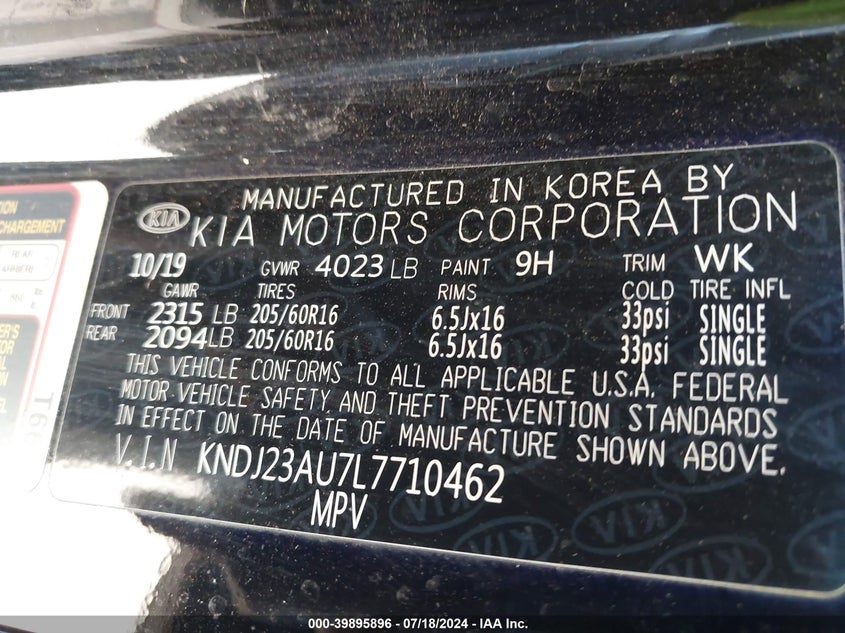 MANUFACTURED IN KOREA BY
KIA
KIA MOTORS CORPORATION
10/19 GVWR 4023 LB PAINT 9H TRIM WK
GAWR TIRES RIMS COLD TIRE INFL
FRONT 2315 LB 205/60R16 6.5Jx16 33psi SINGLE
REAR 2094 LB 205/60R16 6.5Jx16 33psi SINGLE
THIS VEHICLE CONFORMS TO ALL APPLICABLE U.S.A. FEDERAL
MOTOR VEHICLE SAFETY AND THEFT PREVENTION STANDARDS
IN EFFECT ON THE DATE OF MANUFACTURE SHOWN ABOVE.
V.I.N KNDJ23AU7L7710462
MPV
KIA
000-39895896 - 07/18/2024 - IAA Inc.